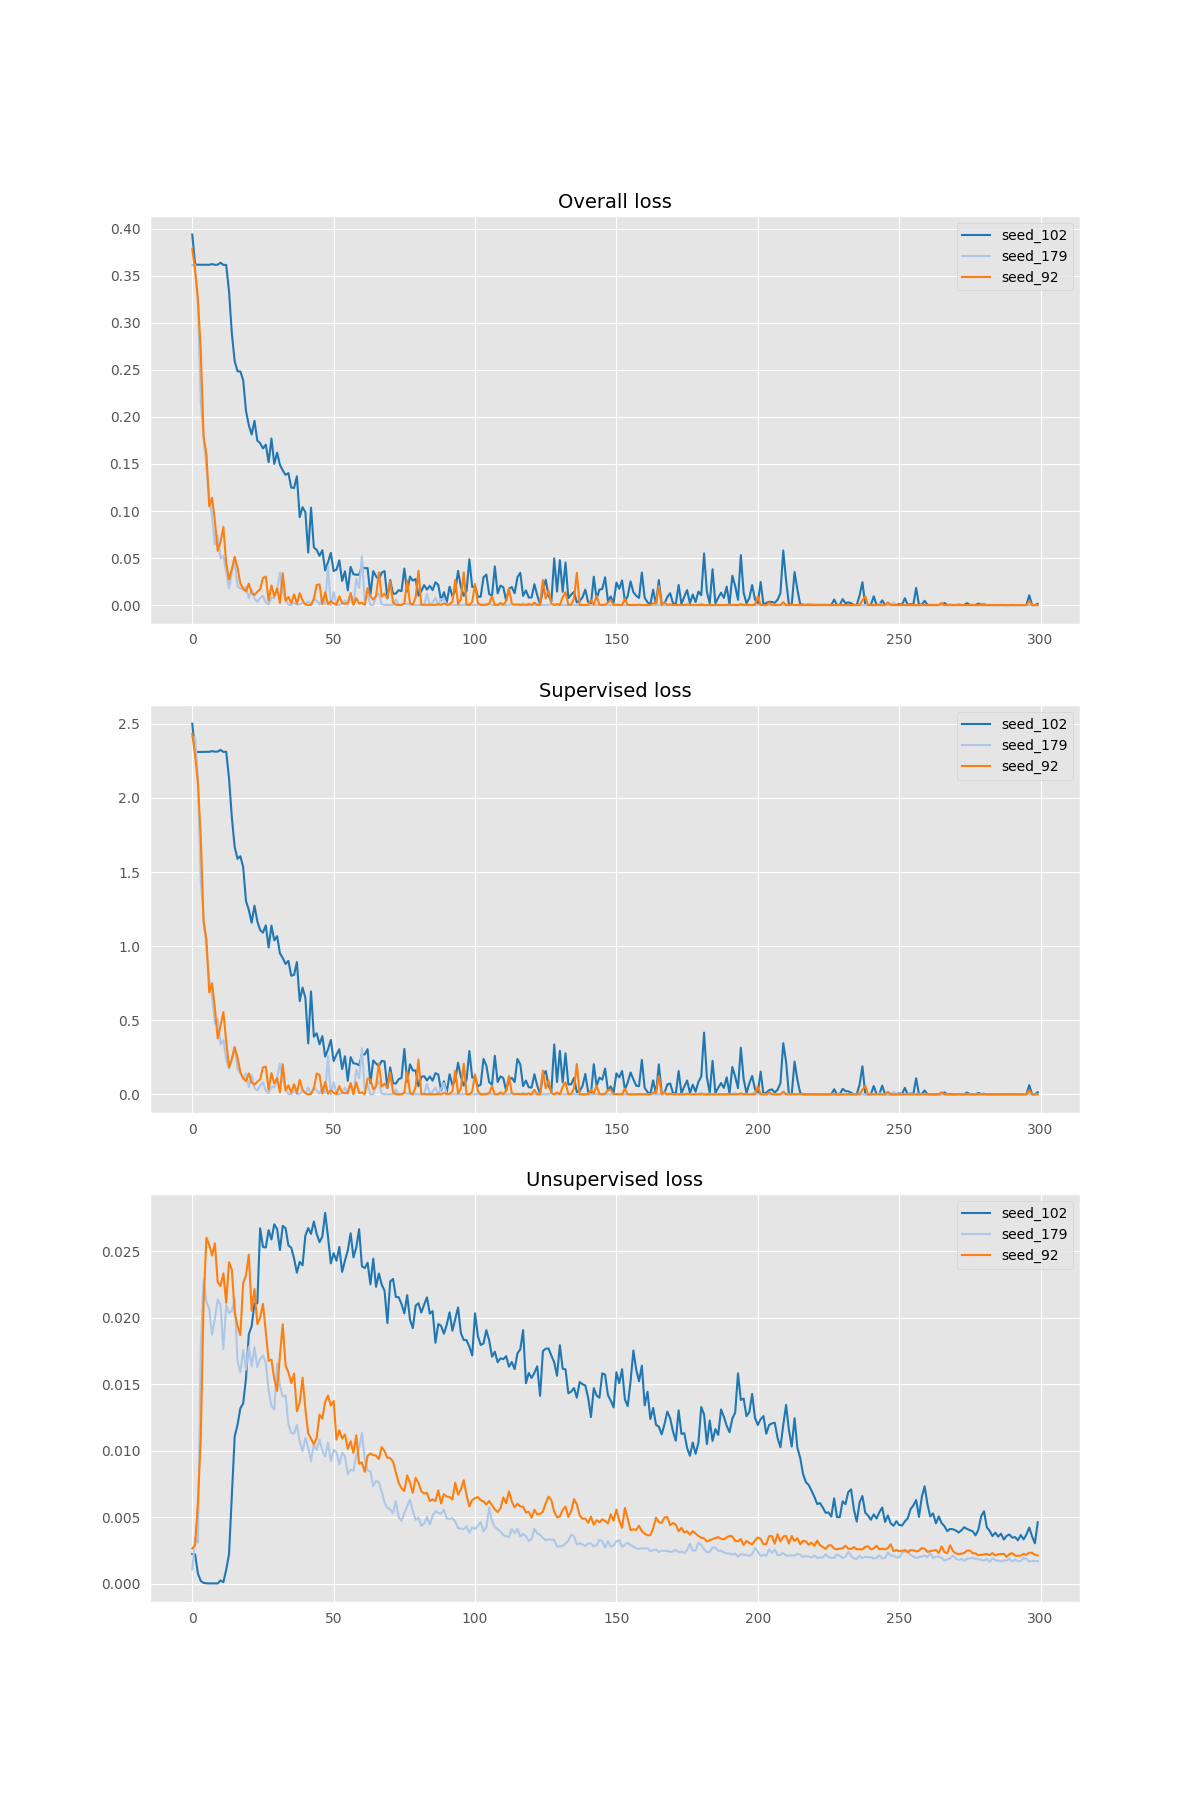 Overall loss
0.40
0.35
0.30
0.25
0.20
0.15
0.10
0.05
0.00
0 50 100 150 200 250 300
seed_102
seed_179
seed_92
Supervised loss
2.5
2.0
1.5
1.0
0.5
0.0
0 50 100 150 200 250 300
seed_102
seed_179
seed_92
Unsupervised loss
0.025
0.020
0.015
0.010
0.005
0.000
0 50 100 150 200 250 300
seed_102
seed_179
seed_92